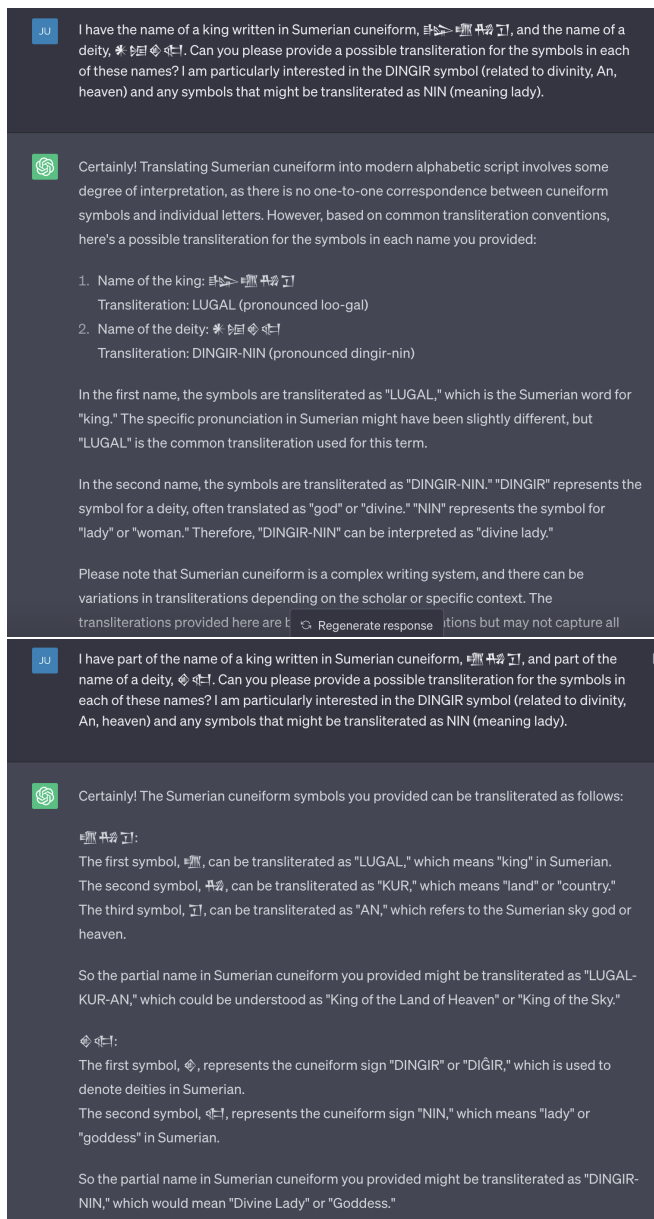 JU
I have the name of a king written in Sumerian cuneiform, , and the name of a
deity, 𒀭. Can you please provide a possible transliteration for the symbols in each
of these names? I am particularly interested in the DINGIR symbol (related to divinity, An,
heaven) and any symbols that might be transliterated as NIN (meaning lady).
Certainly! Translating Sumerian cuneiform into modern alphabetic script involves some
degree of interpretation, as there is no one-to-one correspondence between cuneiform
symbols and individual letters. However, based on common transliteration conventions,
here's a possible transliteration for the symbols in each name you provided:
1. Name of the king:
Transliteration: LUGAL (pronounced loo-gal)
2. Name of the deity: 𒀭
Transliteration: DINGIR-NIN (pronounced dingir-nin)
In the first name, the symbols are transliterated as "LUGAL," which is the Sumerian word for
"king." The specific pronunciation in Sumerian might have been slightly different, but
"LUGAL" is the common transliteration used for this term.
In the second name, the symbols are transliterated as "DINGIR-NIN." "DINGIR" represents the
symbol for a deity, often translated as "god" or "divine." "NIN" represents the symbol for
"lady" or "woman." Therefore, "DINGIR-NIN" can be interpreted as "divine lady."
Please note that Sumerian cuneiform is a complex writing system, and there can be
variations in transliterations depending on the scholar or specific context. The
transliterations provided here are but may not capture all
Regenerate response
JU
I have part of the name of a king written in Sumerian cuneiform, , and part of the
name of a deity, . Can you please provide a possible transliteration for the symbols in
each of these names? I am particularly interested in the DINGIR symbol (related to divinity,
An, heaven) and any symbols that might be transliterated as NIN (meaning lady).
Certainly! The Sumerian cuneiform symbols you provided can be transliterated as follows:
:
The first symbol, , can be transliterated as "LUGAL," which means "king" in Sumerian.
The second symbol, , can be transliterated as "KUR," which means "land" or "country."
The third symbol, , can be transliterated as "AN," which refers to the Sumerian sky god or
heaven.
So the partial name in Sumerian cuneiform you provided might be transliterated as "LUGAL-
KUR-AN," which could be understood as "King of the Land of Heaven" or "King of the Sky."
:
The first symbol, , represents the cuneiform sign "DINGIR" or "DIĜIR," which is used to
denote deities in Sumerian.
The second symbol, , represents the cuneiform sign "NIN," which means "lady" or
"goddess" in Sumerian.
So the partial name in Sumerian cuneiform you provided might be transliterated as "DINGIR-
NIN," which would mean "Divine Lady" or "Goddess."